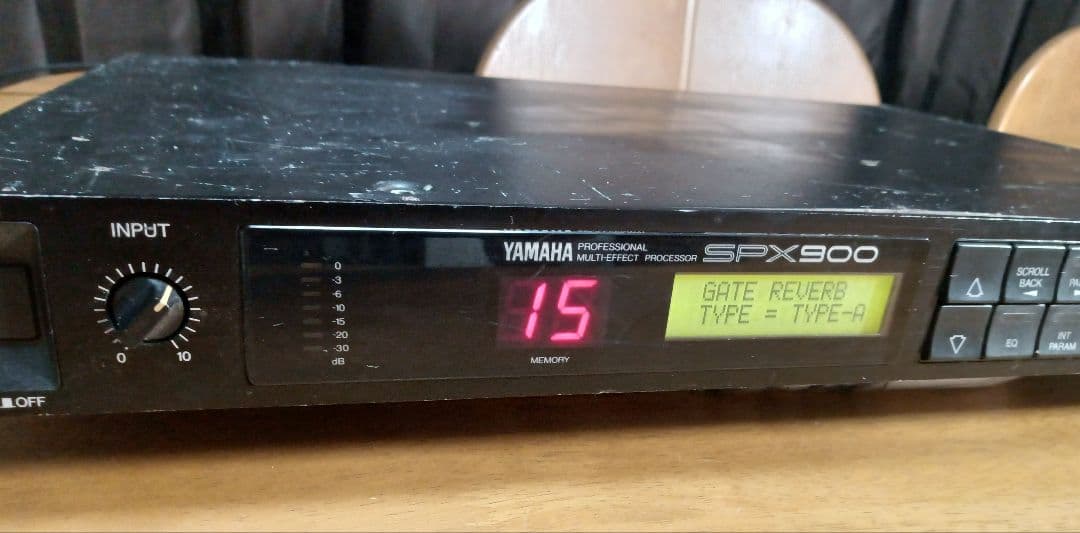 INPUT
0 10
OFF
0
-3
-6
-10
-15
-20
-30
dB
YAMAHA PROFESSIONAL MULTI-EFFECT PROCESSOR SPX900
15
MEMORY
GATE REVERB
TYPE = TYPE-A
SCROLL
BACK
EQ
INT
PARAM